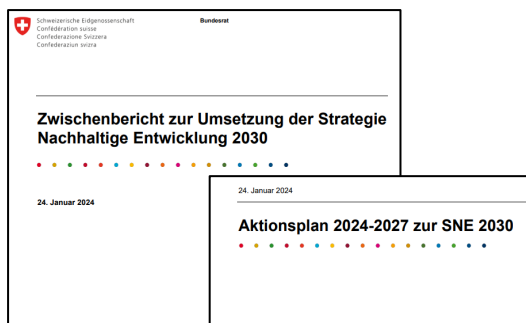 Schweizerische Eidgenossenschaft
Confédération suisse
Confederazione Svizzera
Confederaziun svizra
Bundesrat
Zwischenbericht zur Umsetzung der Strategie
Nachhaltige Entwicklung 2030
24. Januar 2024
24. Januar 2024
Aktionsplan 2024-2027 zur SNE 2030